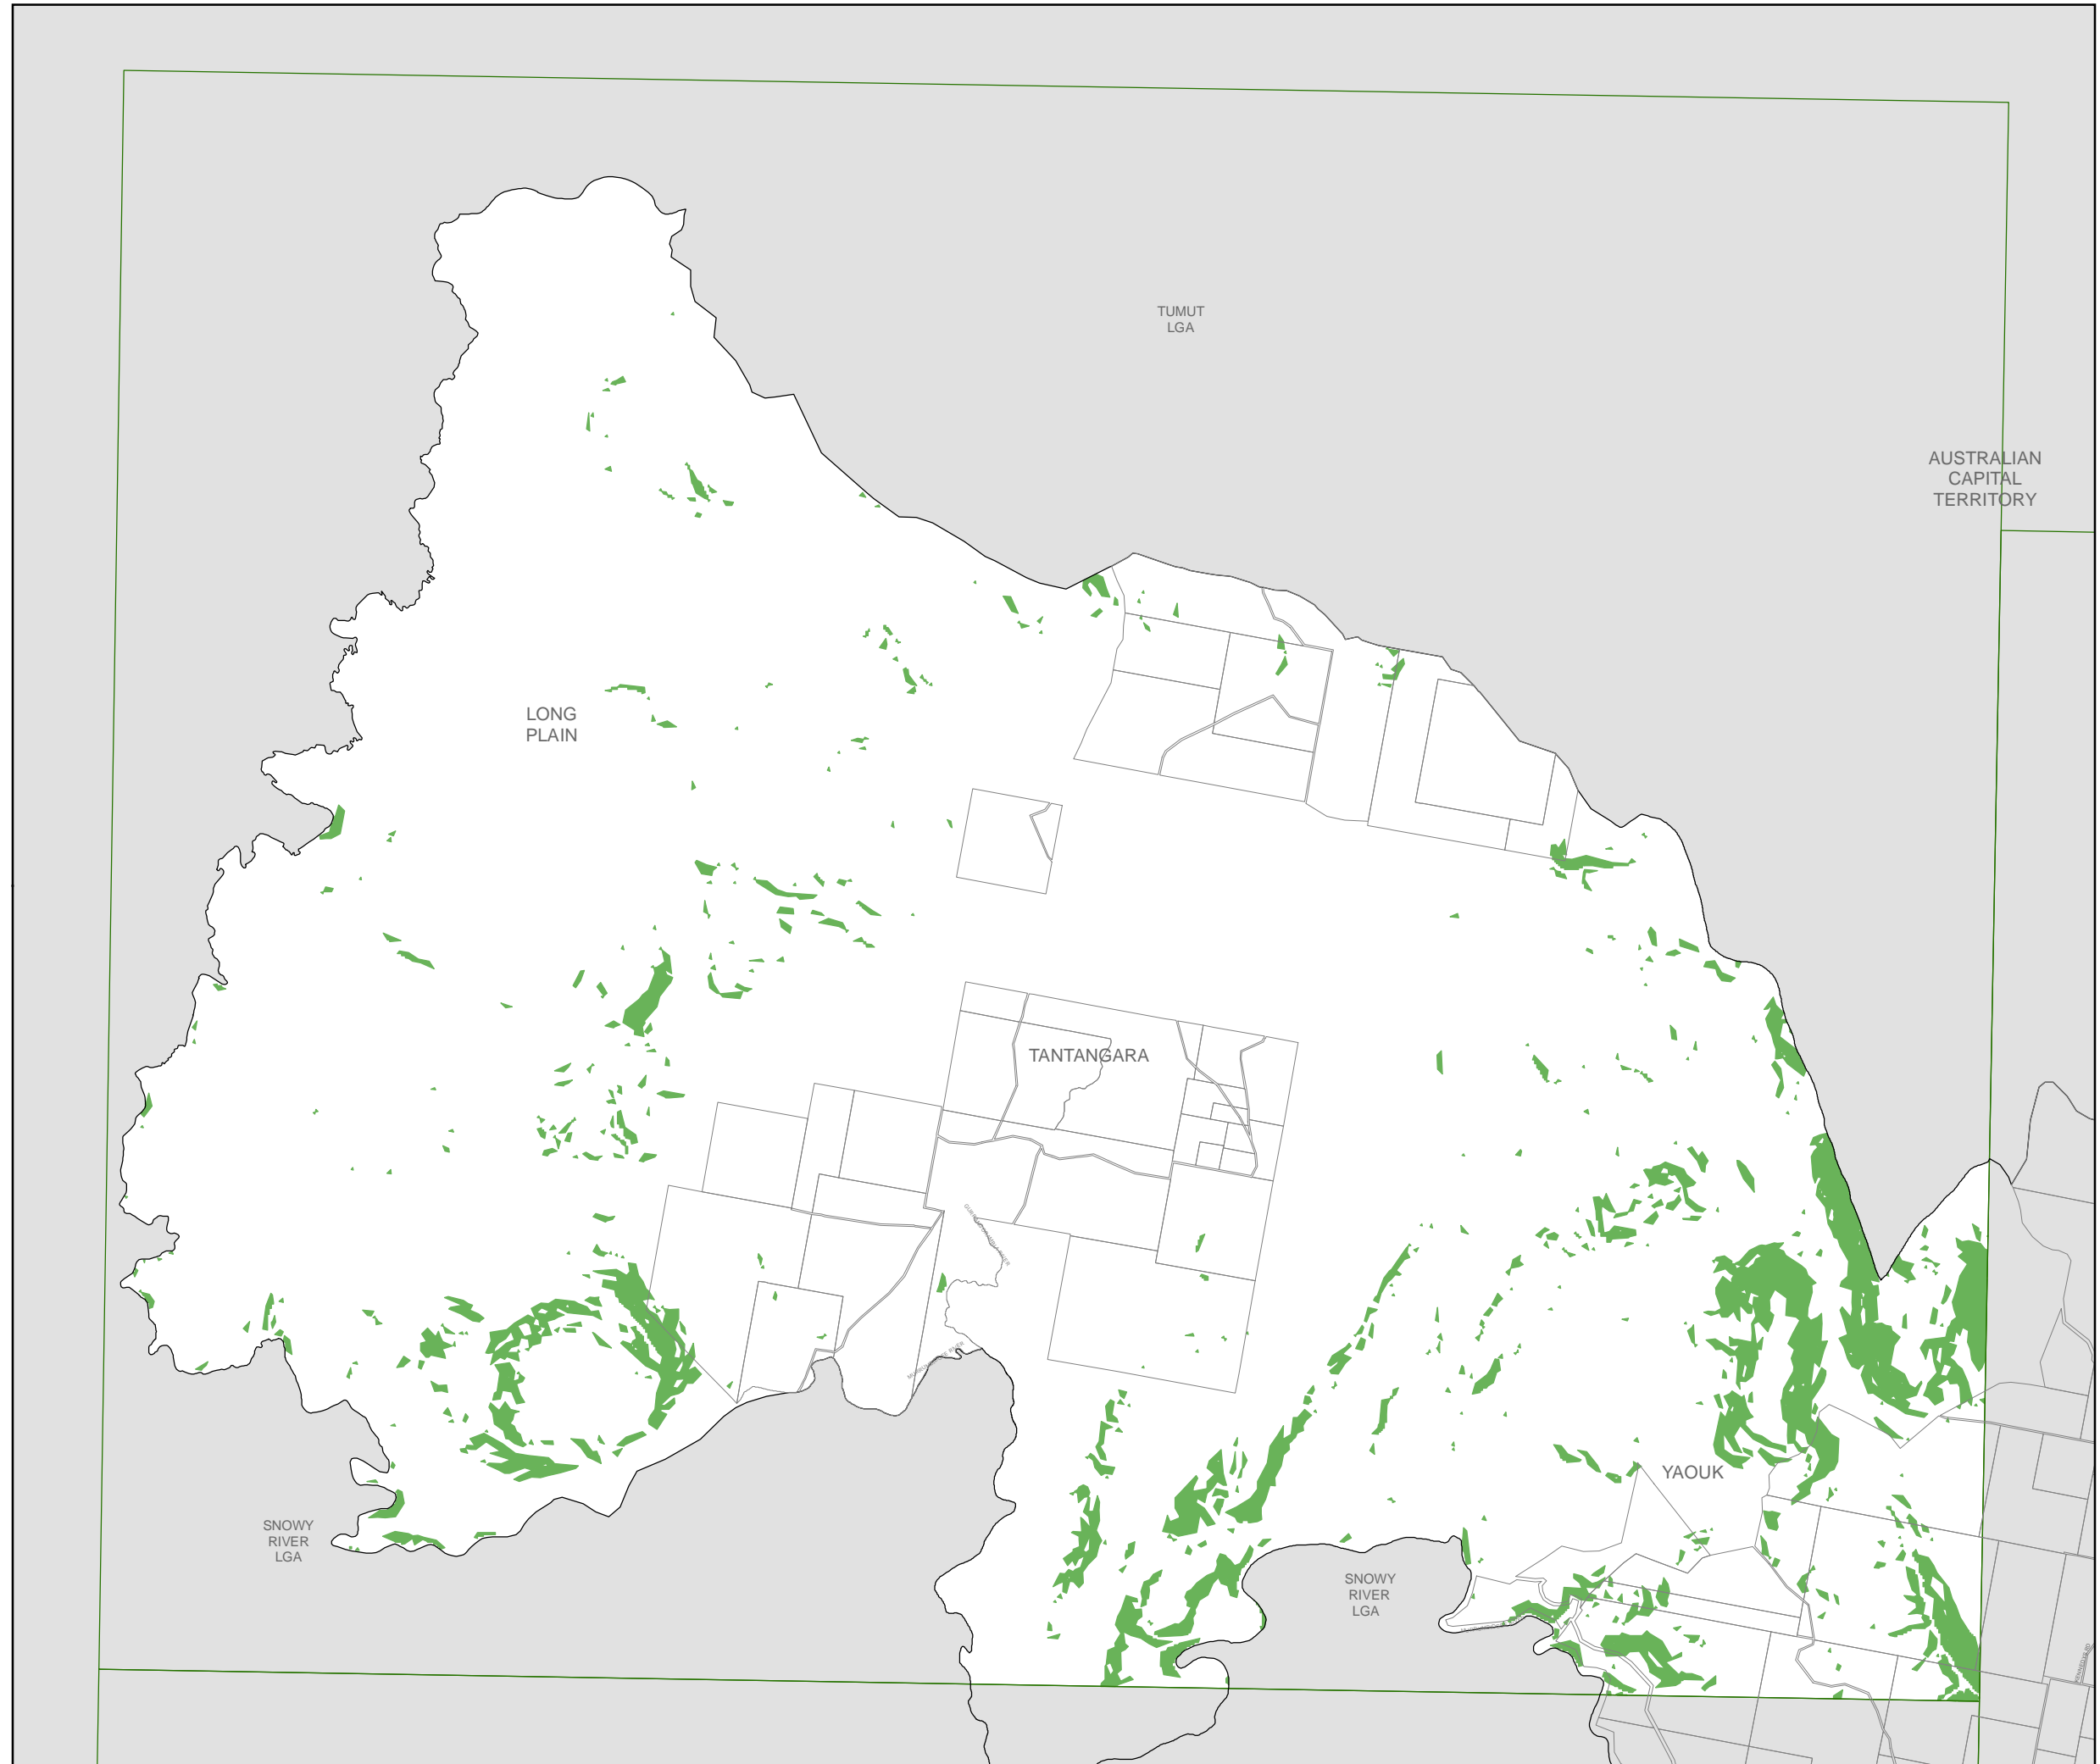 TUMUT
LGA
AUSTRALIAN
CAPITAL
TERRITORY
LONG
PLAIN
TANTANGARA
YAOUK
SNOWY
RIVER
LGA
SNOWY
RIVER
LGA